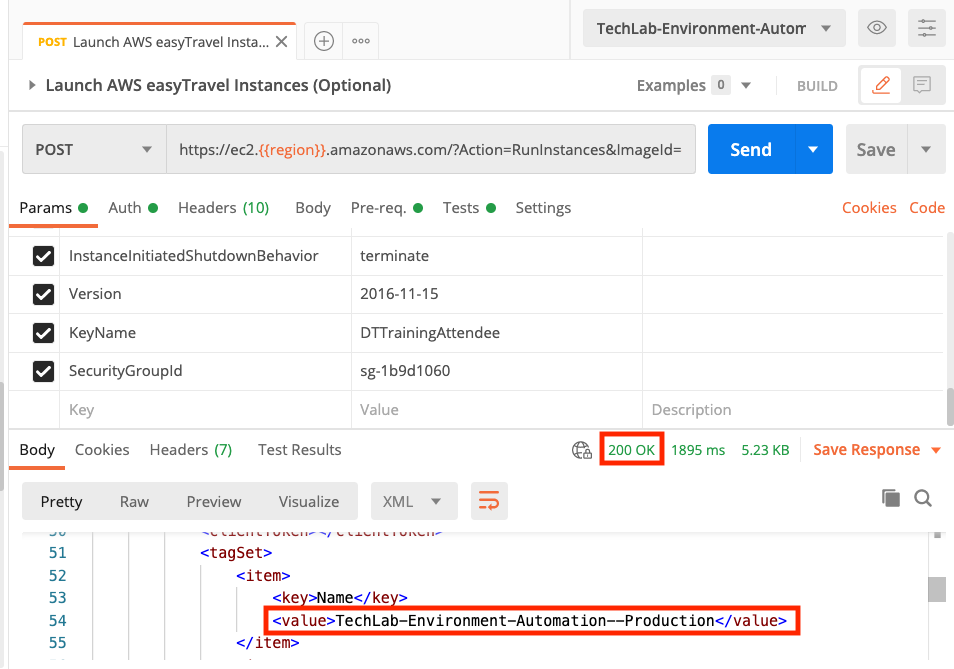 POST Launch AWS easyTravel Insta...
TechLab-Environment-Autom
Launch AWS easyTravel Instances (Optional)
Examples 0
BUILD
POST
https://ec2.{{region}}.amazonaws.com/?Action=RunInstances&ImageId=
Send
Save
Params
Auth
Headers (10)
Body
Pre-req.
Tests
Settings
Cookies
Code
InstanceInitiatedShutdownBehavior terminate
Version 2016-11-15
KeyName DTTrainingAttendee
SecurityGroupId sg-1b9d1060
Key Value Description
Body
Cookies
Headers (7)
Test Results
200 OK
1895 ms
5.23 KB
Save Response
Pretty
Raw
Preview
Visualize
XML
50 <clientToken></clientToken>
51 <tagSet>
52 <item>
53 <key>Name</key>
54 <value>TechLab-Environment-Automation--Production</value>
55 </item>